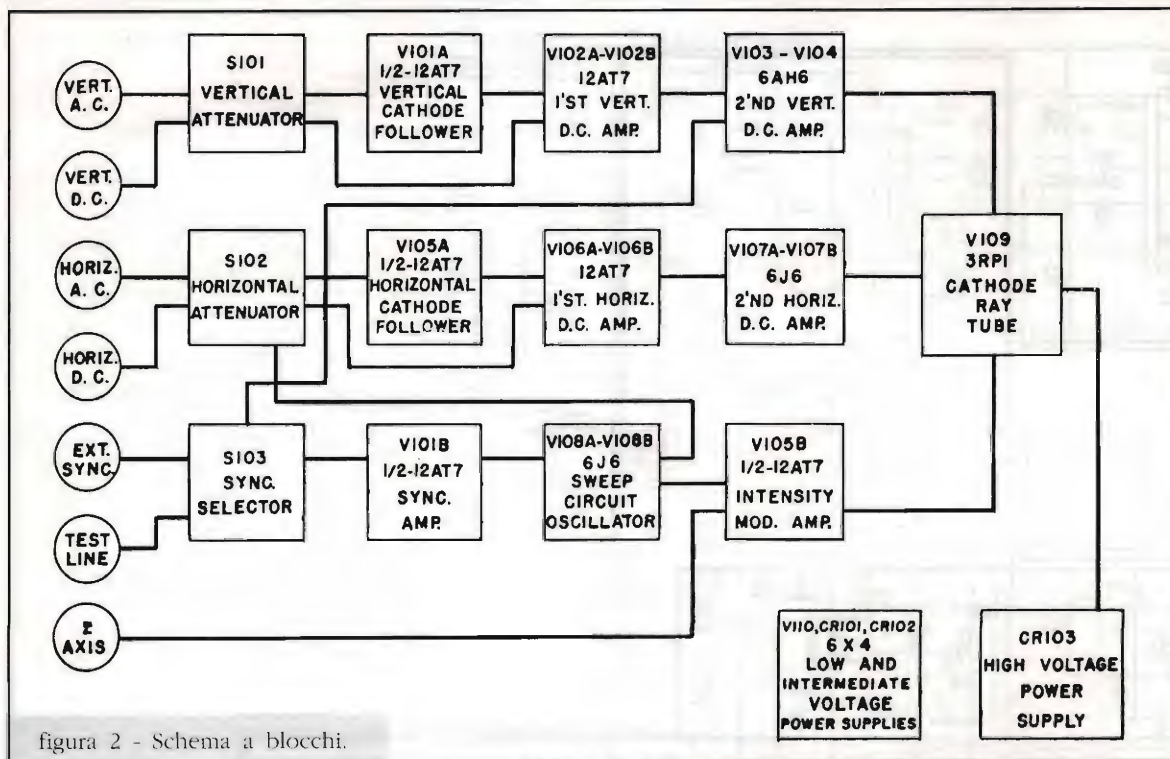 VERT.
A. C.
S101
VERTICAL
ATTENUATOR
V101A
1/2-12AT7
VERTICAL
CATHODE
FOLLOWER
V102A-V102B
12AT7
1'ST VERT.
D.C. AMP.
V103 - V104
6AH6
2'ND VERT.
D.C. AMP.
VERT.
D. C.
HORIZ.
A. C.
S102
HORIZONTAL
ATTENUATOR
V105A
1/2-12AT7
HORIZONTAL
CATHODE
FOLLOWER
V106A-V106B
12AT7
1'ST. HORIZ.
D.C. AMP.
V107A-V107B
6J6
2'ND HORIZ.
D.C. AMP.
V109
3RP1
CATHODE
RAY
TUBE
HORIZ.
D. C.
EXT.
SYNC.
S103
SYNC.
SELECTOR
V101B
1/2-12AT7
SYNC.
AMP.
V108A-V108B
6J6
SWEEP
CIRCUIT
OSCILLATOR
V105B
1/2-12AT7
INTENSITY
MOD. AMP.
TEST
LINE
Z
AXIS
V110, CR101, CR102
6X4
LOW AND
INTERMEDIATE
VOLTAGE
POWER SUPPLIES
CR103
HIGH VOLTAGE
POWER
SUPPLY
figura 2 - Schema a blocchi.